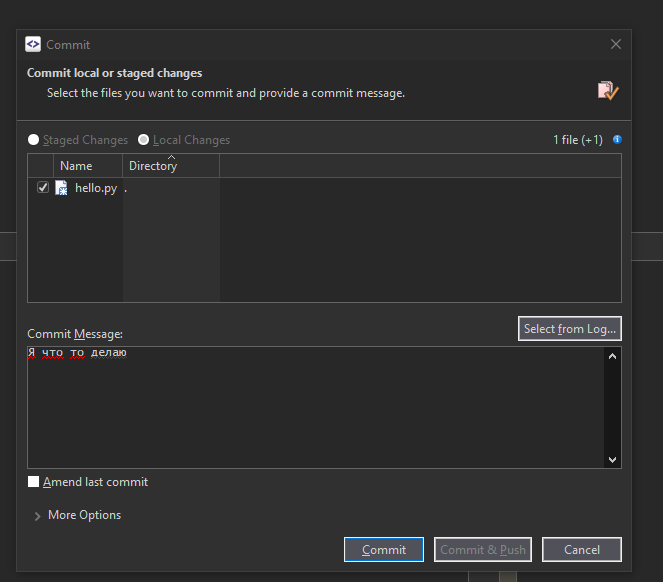 Commit
Commit local or staged changes
Select the files you want to commit and provide a commit message.
Staged Changes Local Changes 1 file (+1)
Name Directory
hello.py .
Select from Log...
Commit Message:
Я что то делаю
Amend last commit
More Options
Commit Commit & Push Cancel